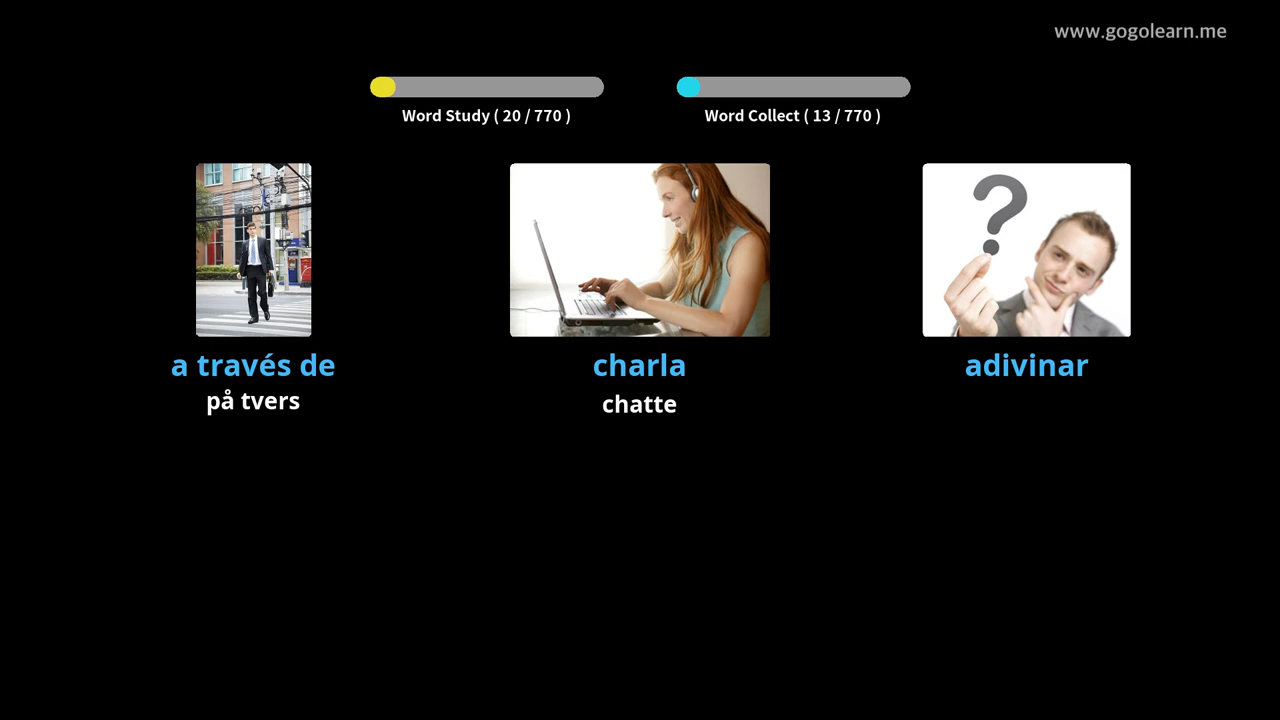 www.gogolearn.me
Word Study ( 20 / 770 )
Word Collect ( 13 / 770 )
a través de
på tvers
charla
chatte
adivinar